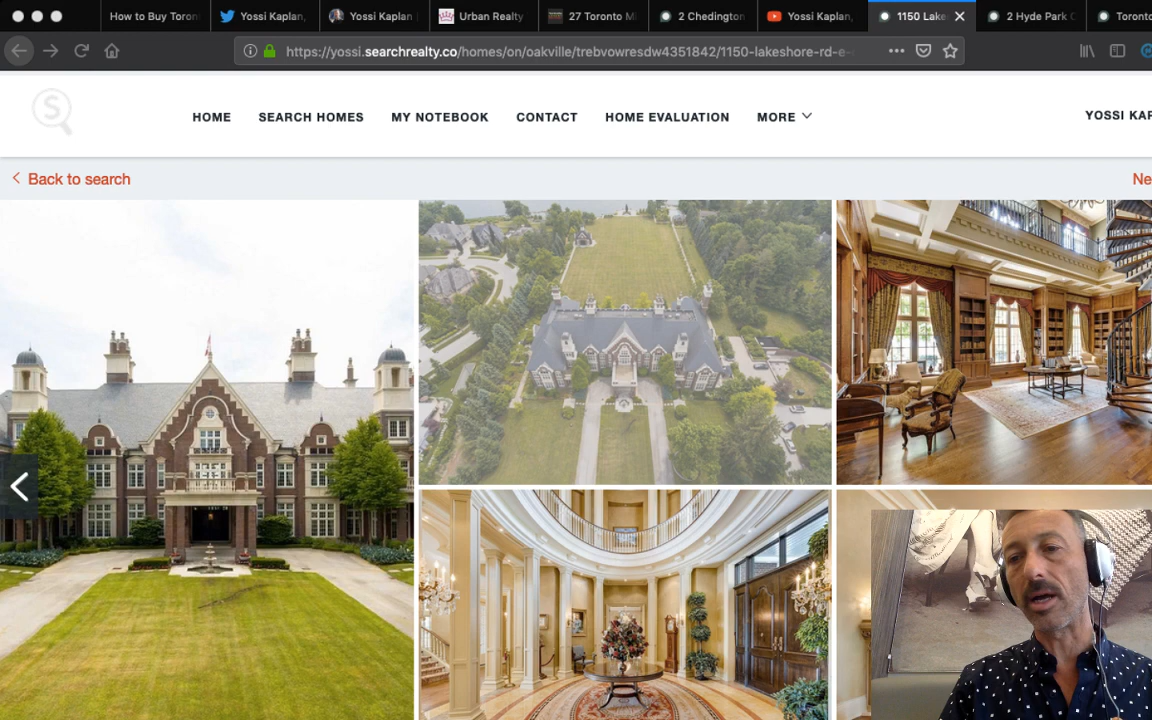 How to Buy Toron
Yossi Kaplan,
Yossi Kaplan
Urban Realty
27 Toronto Mi
2 Chedington
Yossi Kaplan,
1150 Lake
2 Hyde Park C
Toronto
https://yossi.searchrealty.co/homes/on/oakville/trebvowresdw4351842/1150-lakeshore-rd-e-
S
HOME
SEARCH HOMES
MY NOTEBOOK
CONTACT
HOME EVALUATION
MORE
YOSSI KAP
Back to search
Ne